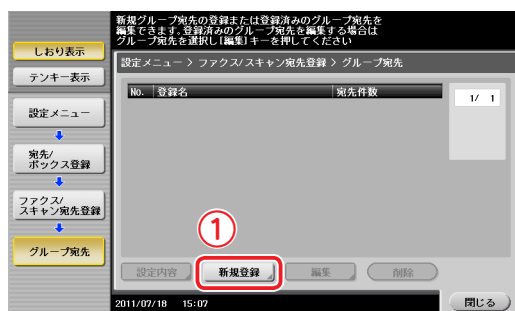 新規グループ宛先の登録または登録済みのグループ宛先を
編集できます。登録済みのグループ宛先を編集する場合は
グループ宛先を選択し[編集]キーを押してください
しおり表示
テンキー表示
設定メニュー
宛先/
ボックス登録
ファクス/
スキャン宛先登録
グループ宛先
設定メニュー > ファクス/スキャン宛先登録 > グループ宛先
No. 登録名 宛先件数
1/ 1
①
設定内容 新規登録 編集 削除
2011/07/18 15:07
閉じる